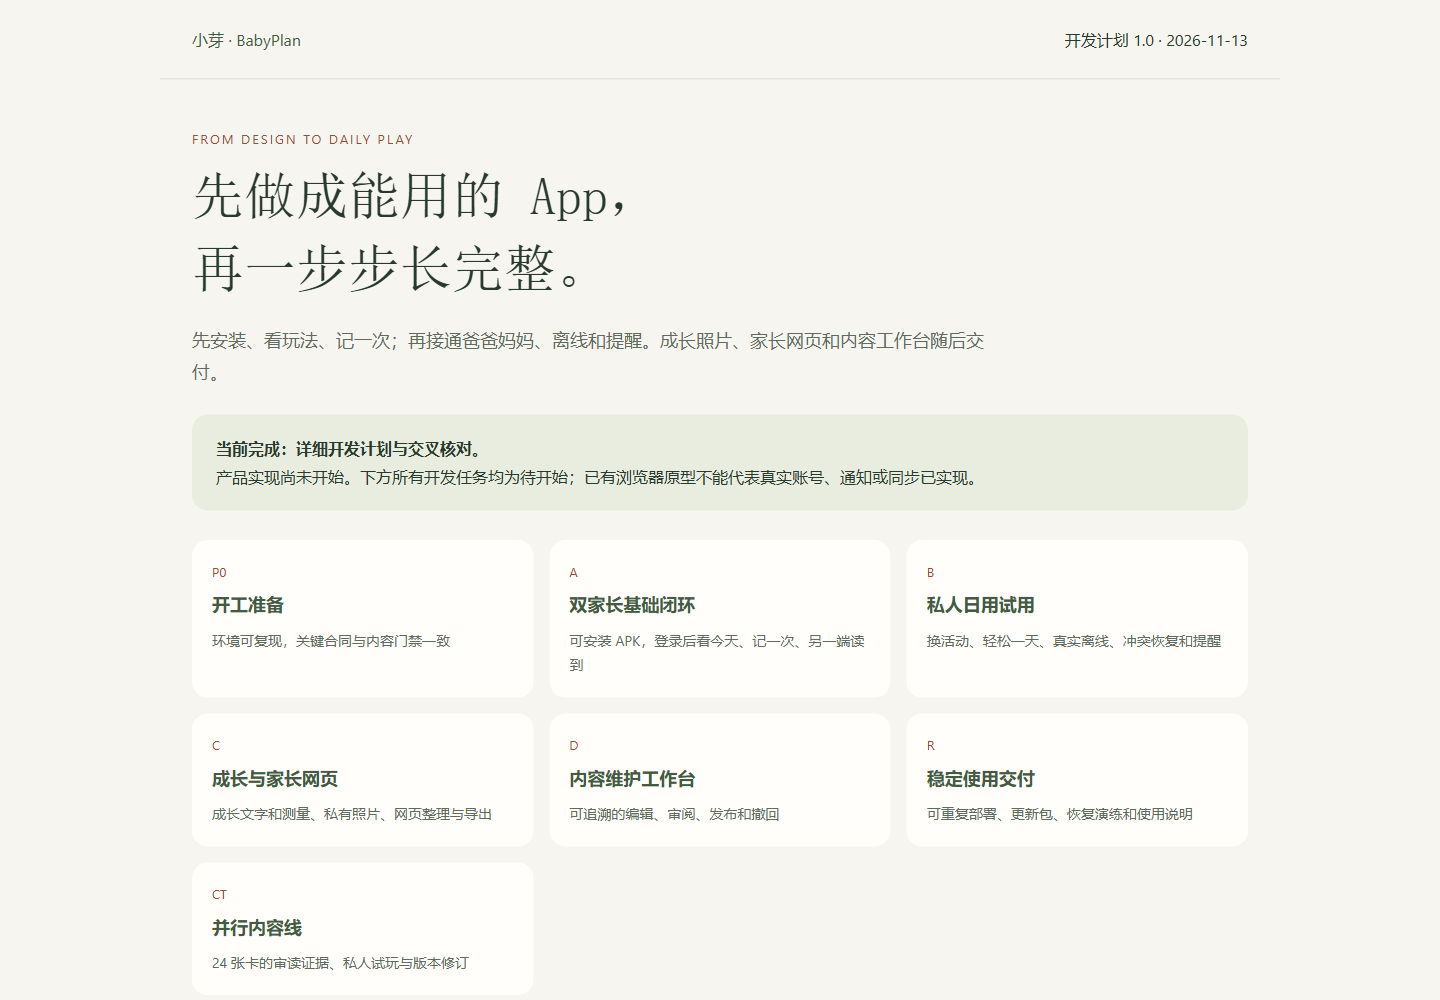 小芽 · BabyPlan
开发计划 1.0 · 2026-11-13
FROM DESIGN TO DAILY PLAY
先做成能用的 App，
再一步步长完整。
先安装、看玩法、记一次；再接通爸爸妈妈、离线和提醒。成长照片、家长网页和内容工作台随后交
付。
当前完成：详细开发计划与交叉核对。
产品实现尚未开始。下方所有开发任务均为待开始；已有浏览器原型不能代表真实账号、通知或同步已实现。
P0
开工准备
环境可复现，关键合同与内容门禁一致
A
双家长基础闭环
可安装 APK，登录后看今天、记一次、另一端读
到
B
私人日用试用
换活动、轻松一天、真实离线、冲突恢复和提醒
C
成长与家长网页
成长文字和测量、私有照片、网页整理与导出
D
内容维护工作台
可追溯的编辑、审阅、发布和撤回
R
稳定使用交付
可重复部署、更新包、恢复演练和使用说明
CT
并行内容线
24 张卡的审读证据、私人试玩与版本修订